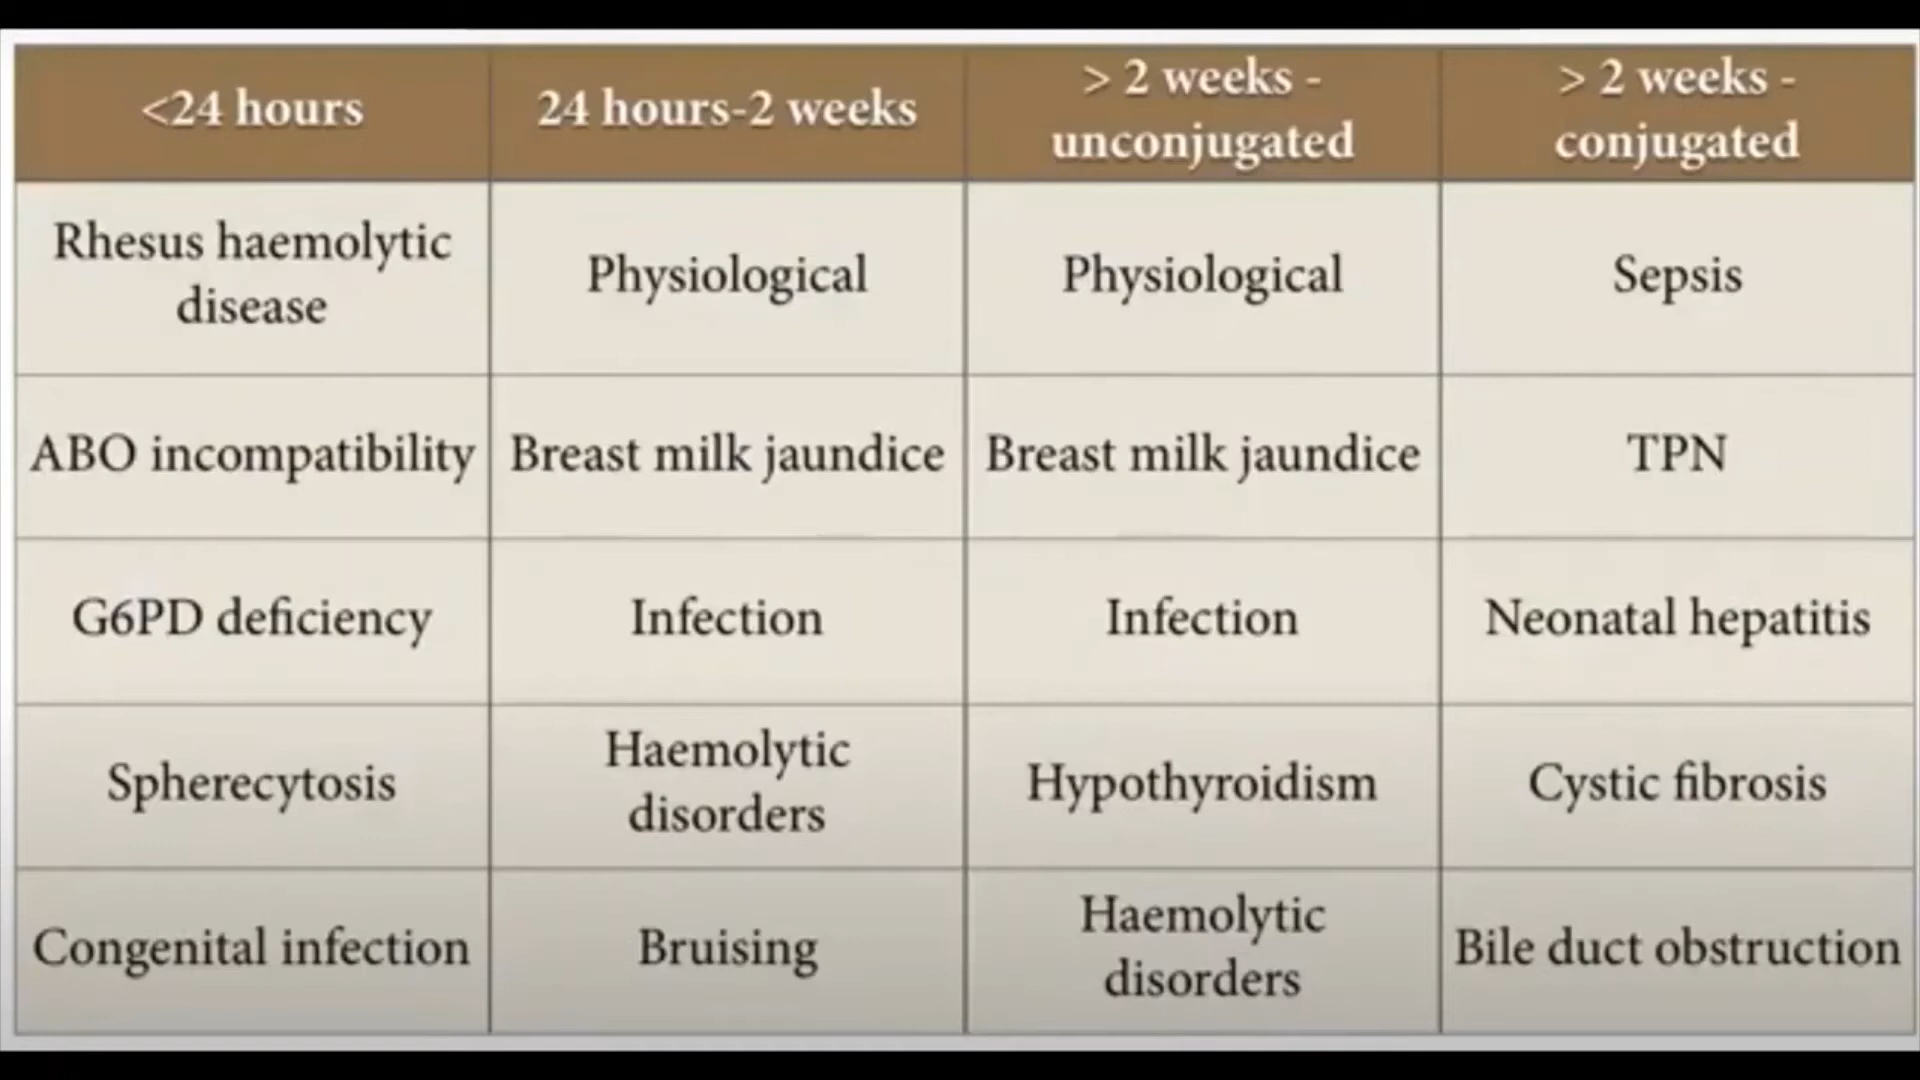 <24 hours
24 hours-2 weeks
> 2 weeks -
unconjugated
> 2 weeks -
conjugated
Rhesus haemolytic
disease
Physiological
Physiological
Sepsis
ABO incompatibility
Breast milk jaundice
Breast milk jaundice
TPN
G6PD deficiency
Infection
Infection
Neonatal hepatitis
Spherecytosis
Haemolytic
disorders
Hypothyroidism
Cystic fibrosis
Congenital infection
Bruising
Haemolytic
disorders
Bile duct obstruction